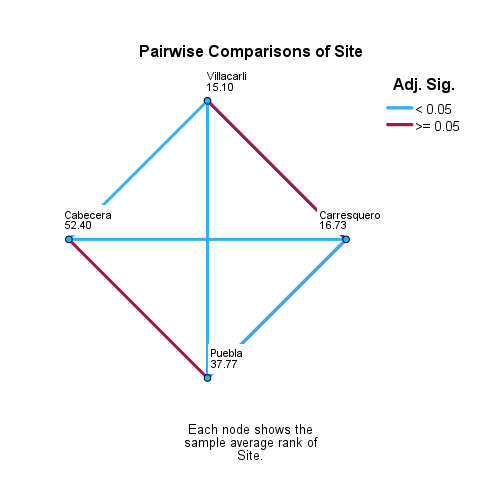 Pairwise Comparisons of Site
Villacarli
15.10
Adj. Sig.
< 0.05
>= 0.05
Cabecera
52.40
Carresquero
16.73
Puebla
37.77
Each node shows the
sample average rank of
Site.